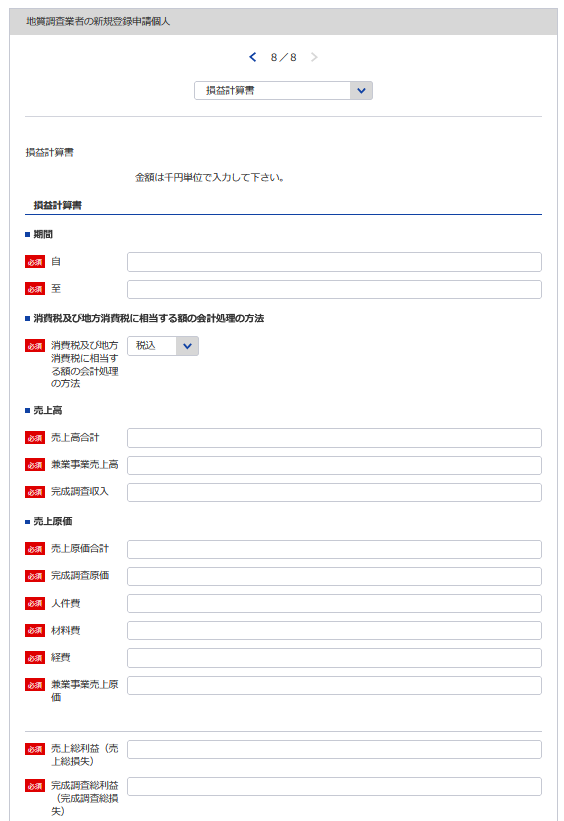 地質調査業者の新規登録申請個人
8／8
損益計算書
損益計算書
金額は千円単位で入力して下さい。
損益計算書
期間
必須 自
必須 至
消費税及び地方消費税に相当する額の会計処理の方法
必須 消費税及び地方 税込
消費税に相当す
る額の会計処理
の方法
売上高
必須 売上高合計
必須 兼業事業売上高
必須 完成調査収入
売上原価
必須 売上原価合計
必須 完成調査原価
必須 人件費
必須 材料費
必須 経費
必須 兼業事業売上原
価
必須 売上総利益（売
上総損失）
必須 完成調査総利益
（完成調査総損
失）